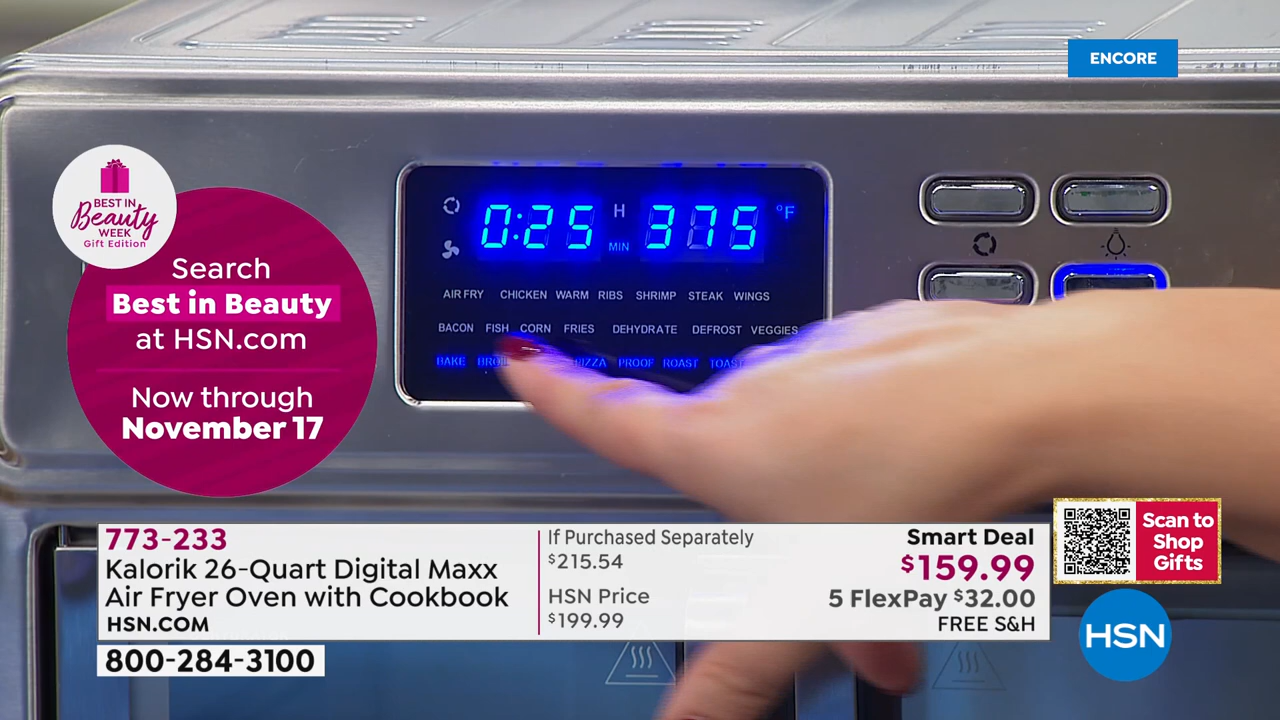 ENCORE
BEST IN
Beauty
WEEK
Gift Edition
Search
Best in Beauty
at HSN.com
Now through
November 17
0:25 H MIN 375 °F
AIR FRY CHICKEN WARM RIBS SHRIMP STEAK WINGS
BACON FISH CORN FRIES DEHYDRATE DEFROST VEGGIES
BAKE PIZZA PROOF ROAST
773-233
Kalorik 26-Quart Digital Maxx
Air Fryer Oven with Cookbook
HSN.COM
If Purchased Separately
$215.54
HSN Price
$199.99
Smart Deal
$159.99
5 FlexPay $32.00
FREE S&H
800-284-3100
Scan to
Shop
Gifts
HSN